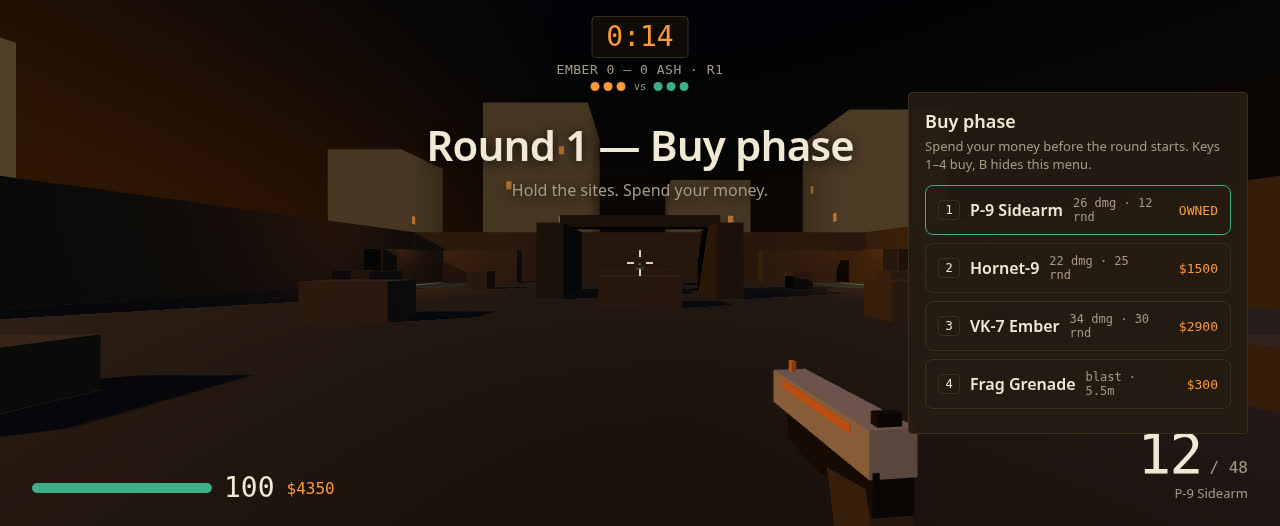 0:14
EMBER 0 — 0 ASH · R1
vs
Round 1 — Buy phase
Hold the sites. Spend your money.
Buy phase
Spend your money before the round starts. Keys
1–4 buy, B hides this menu.
1 P-9 Sidearm 26 dmg · 12 rnd OWNED
2 Hornet-9 22 dmg · 25 rnd $1500
3 VK-7 Ember 34 dmg · 30 rnd $2900
4 Frag Grenade blast · 5.5m $300
100 $4350
12 / 48
P-9 Sidearm